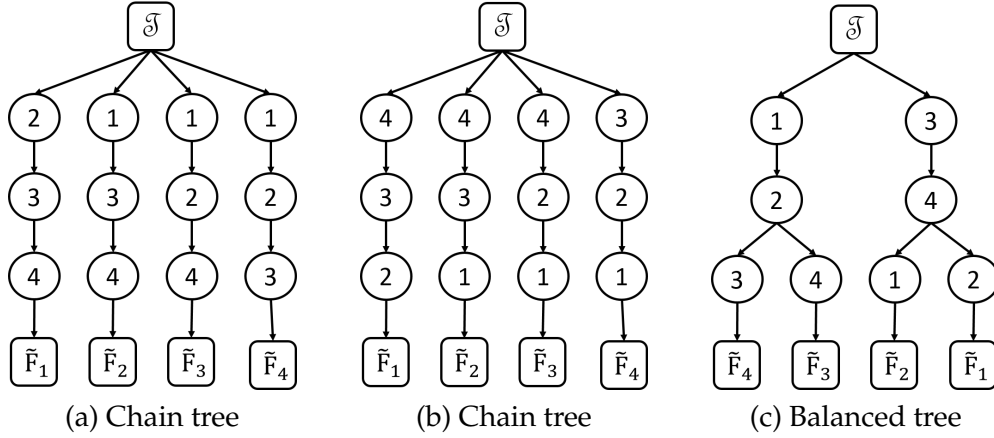 𝒯 𝒯 𝒯
2 1 1 1 4 4 4 3 1 3
3 3 2 2 3 3 2 2 2 4
4 4 4 3 2 1 1 1 3 4 1 2
F̃₁ F̃₂ F̃₃ F̃₄ F̃₁ F̃₂ F̃₃ F̃₄ F̃₄ F̃₃ F̃₂ F̃₁
(a) Chain tree (b) Chain tree (c) Balanced tree